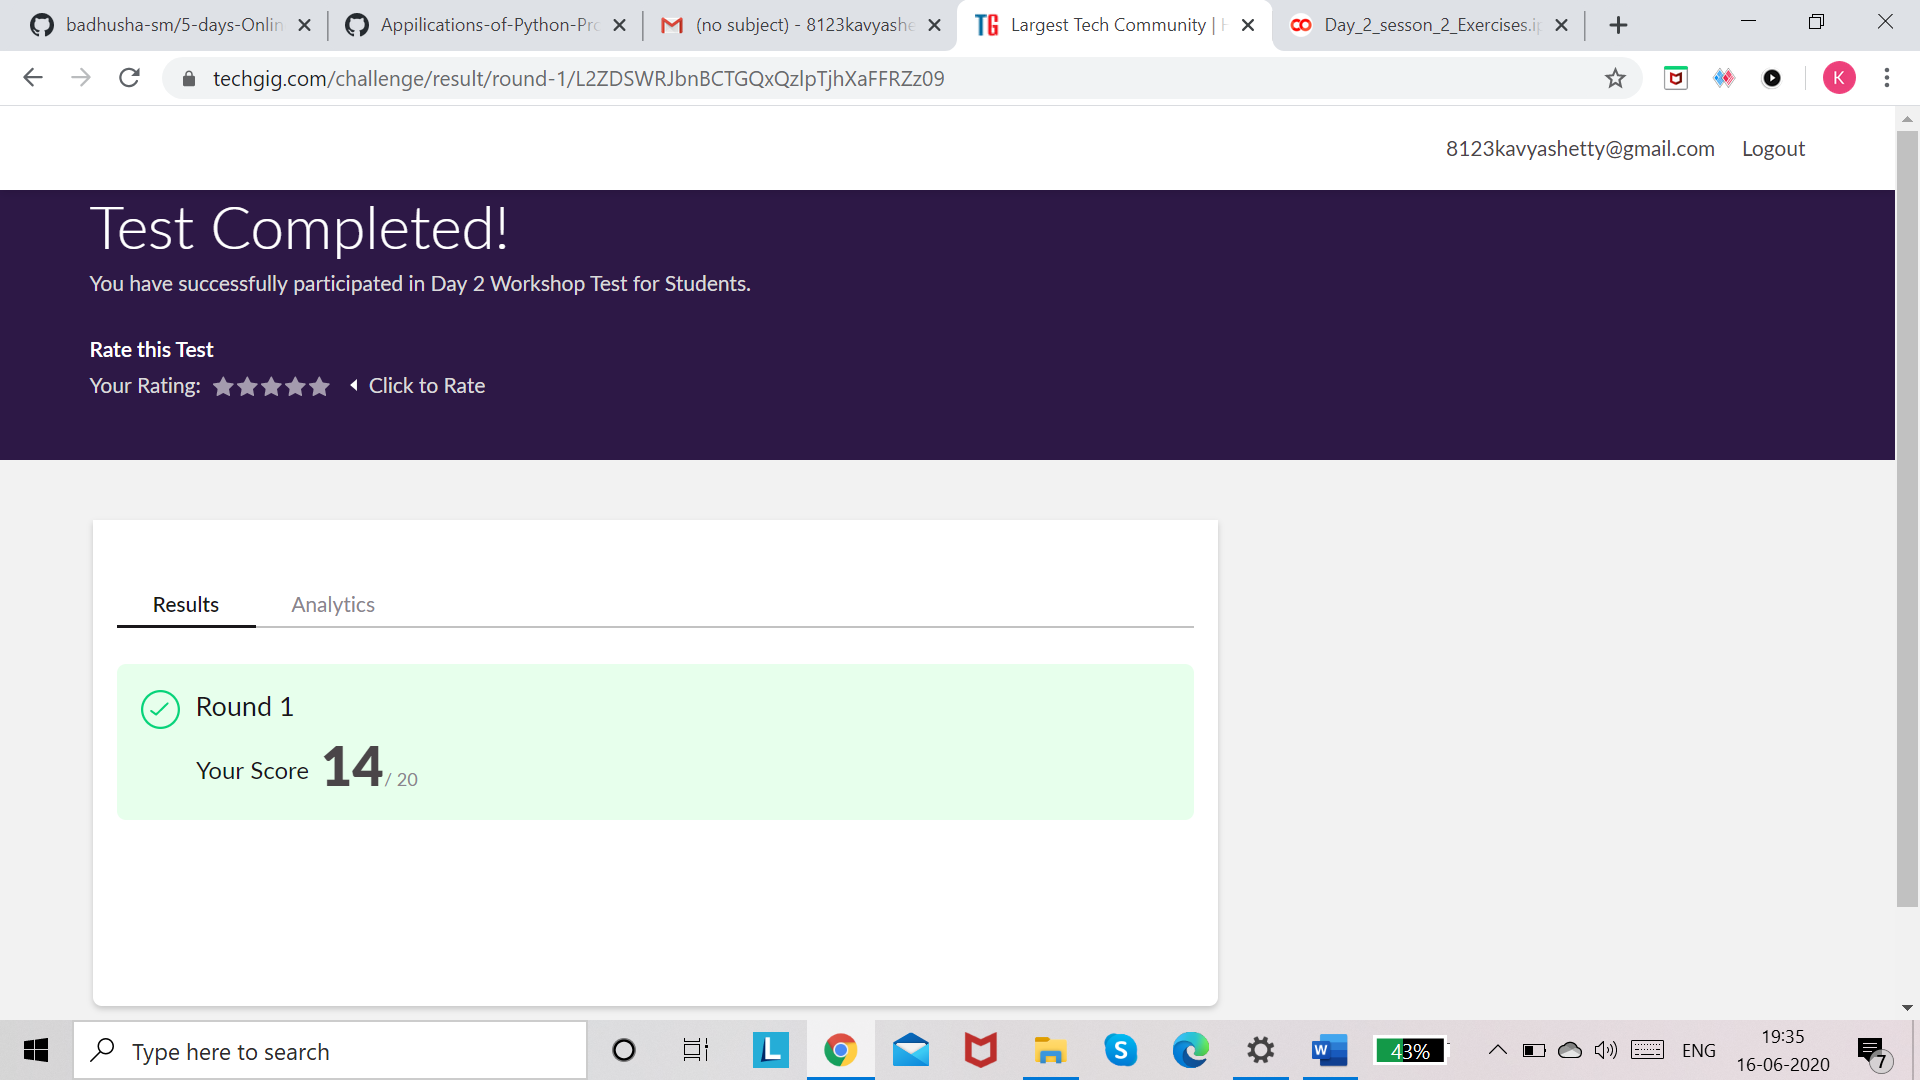 badhusha-sm/5-days-Onlin
Appilications-of-Python-Pro
(no subject) - 8123kavyashe
TG
Largest Tech Community | H
Day_2_sesson_2_Exercises.ip
techgig.com/challenge/result/round-1/L2ZDSWRJbnBCTGQxQzlpTjhXaFFRZz09
K
8123kavyashetty@gmail.com
Logout
Test Completed!
You have successfully participated in Day 2 Workshop Test for Students.
Rate this Test
Your Rating:
Click to Rate
Results
Analytics
Round 1
Your Score 14 / 20
Type here to search
L
S
W
43%
ENG
19:35
16-06-2020
7